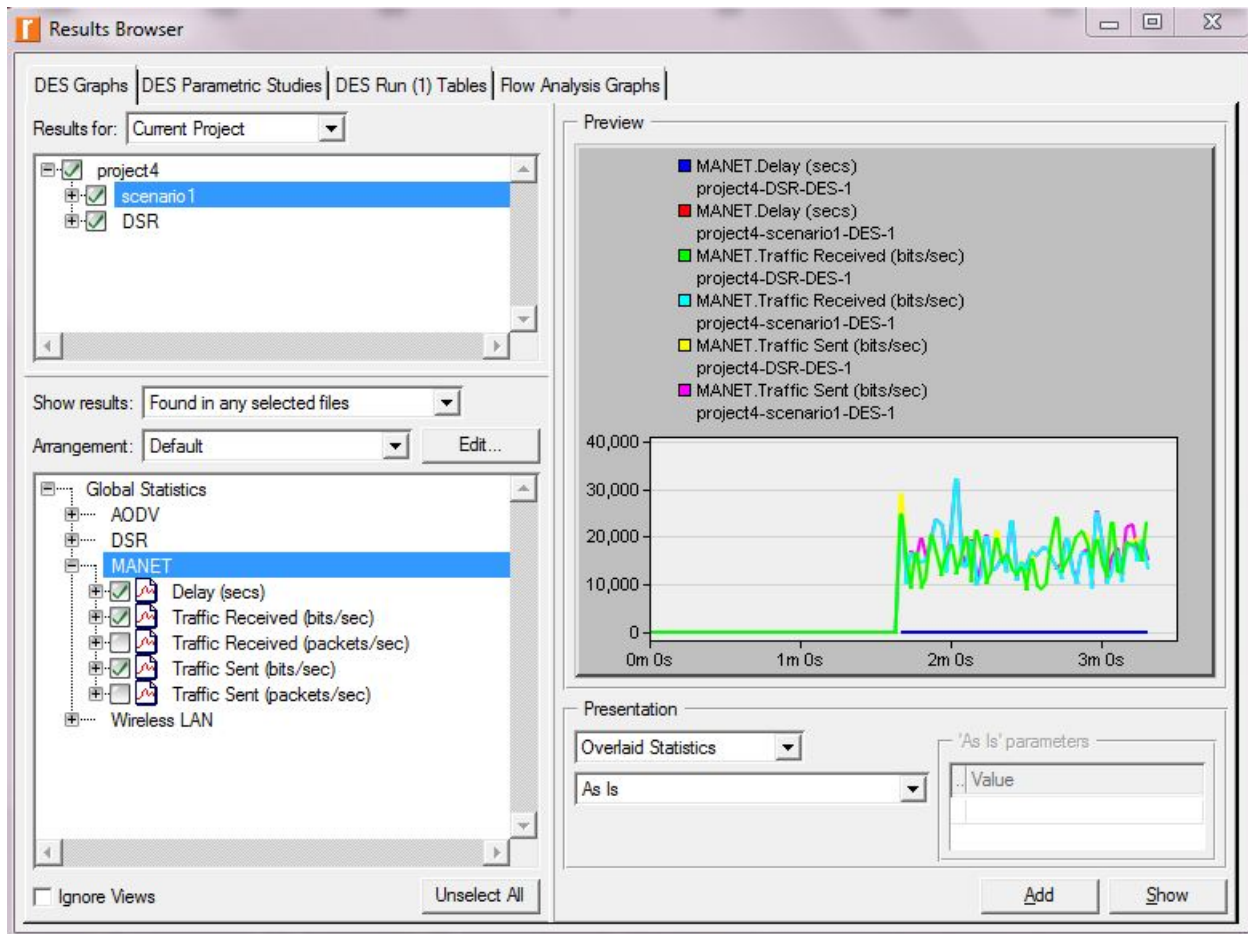 Results Browser
DES Graphs DES Parametric Studies DES Run (1) Tables Flow Analysis Graphs
Results for: Current Project
project4
scenario1
DSR
Show results: Found in any selected files
Arrangement: Default Edit...
Global Statistics
AODV
DSR
MANET
Delay (secs)
Traffic Received (bits/sec)
Traffic Received (packets/sec)
Traffic Sent (bits/sec)
Traffic Sent (packets/sec)
Wireless LAN
Ignore Views Unselect All
Preview
MANET.Delay (secs)
project4-DSR-DES-1
MANET.Delay (secs)
project4-scenario1-DES-1
MANET.Traffic Received (bits/sec)
project4-DSR-DES-1
MANET.Traffic Received (bits/sec)
project4-scenario1-DES-1
MANET.Traffic Sent (bits/sec)
project4-DSR-DES-1
MANET.Traffic Sent (bits/sec)
project4-scenario1-DES-1
40,000
30,000
20,000
10,000
0
0m 0s 1m 0s 2m 0s 3m 0s
Presentation
Overlaid Statistics
As Is
'As Is' parameters
.. Value
Add Show